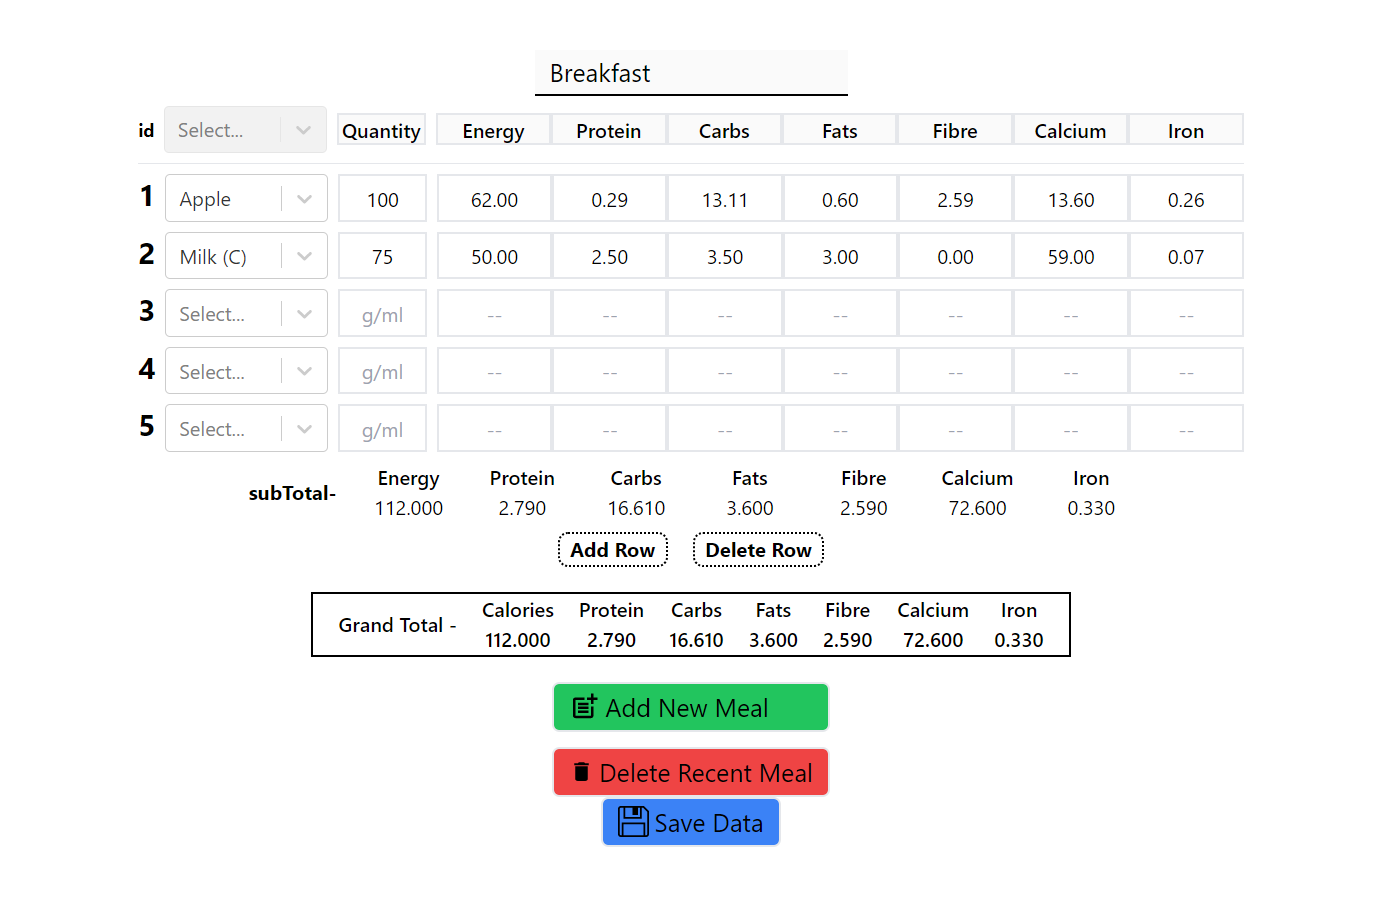 Breakfast
id Select... Quantity Energy Protein Carbs Fats Fibre Calcium Iron
1 Apple 100 62.00 0.29 13.11 0.60 2.59 13.60 0.26
2 Milk (C) 75 50.00 2.50 3.50 3.00 0.00 59.00 0.07
3 Select... g/ml -- -- -- -- -- -- --
4 Select... g/ml -- -- -- -- -- -- --
5 Select... g/ml -- -- -- -- -- -- --
Energy Protein Carbs Fats Fibre Calcium Iron
subTotal-
112.000 2.790 16.610 3.600 2.590 72.600 0.330
Add Row Delete Row
Calories Protein Carbs Fats Fibre Calcium Iron
Grand Total -
112.000 2.790 16.610 3.600 2.590 72.600 0.330
Add New Meal
Delete Recent Meal
Save Data